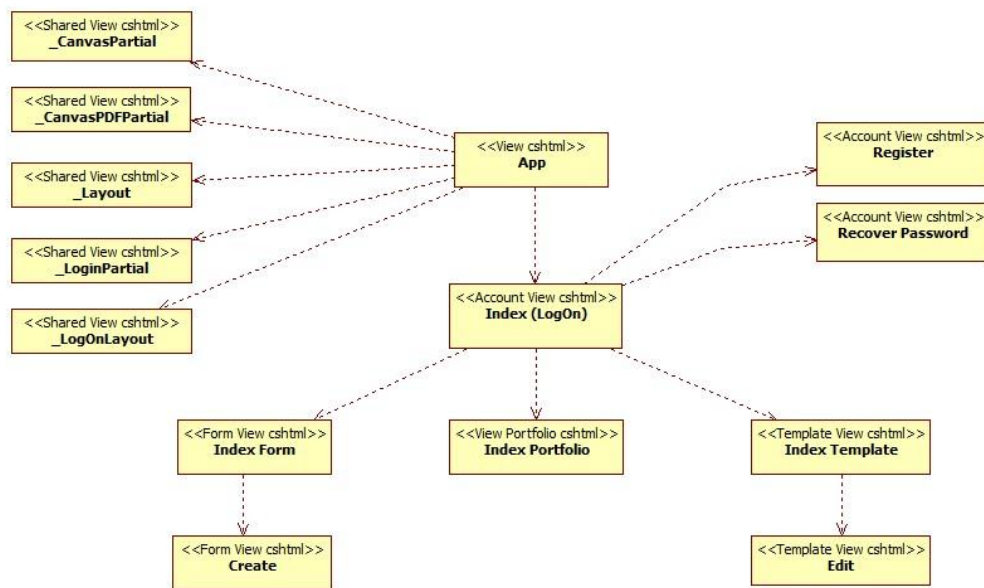 <<Shared View cshtml>>
_CanvasPartial
<<Shared View cshtml>>
_CanvasPDFPartial
<<Shared View cshtml>>
_Layout
<<Shared View cshtml>>
_LoginPartial
<<Shared View cshtml>>
_LogOnLayout
<<View cshtml>>
App
<<Account View cshtml>>
Register
<<Account View cshtml>>
Recover Password
<<Account View cshtml>>
Index (LogOn)
<<Form View cshtml>>
Index Form
<<View Portfolio cshtml>>
Index Portfolio
<<Template View cshtml>>
Index Template
<<Form View cshtml>>
Create
<<Template View cshtml>>
Edit